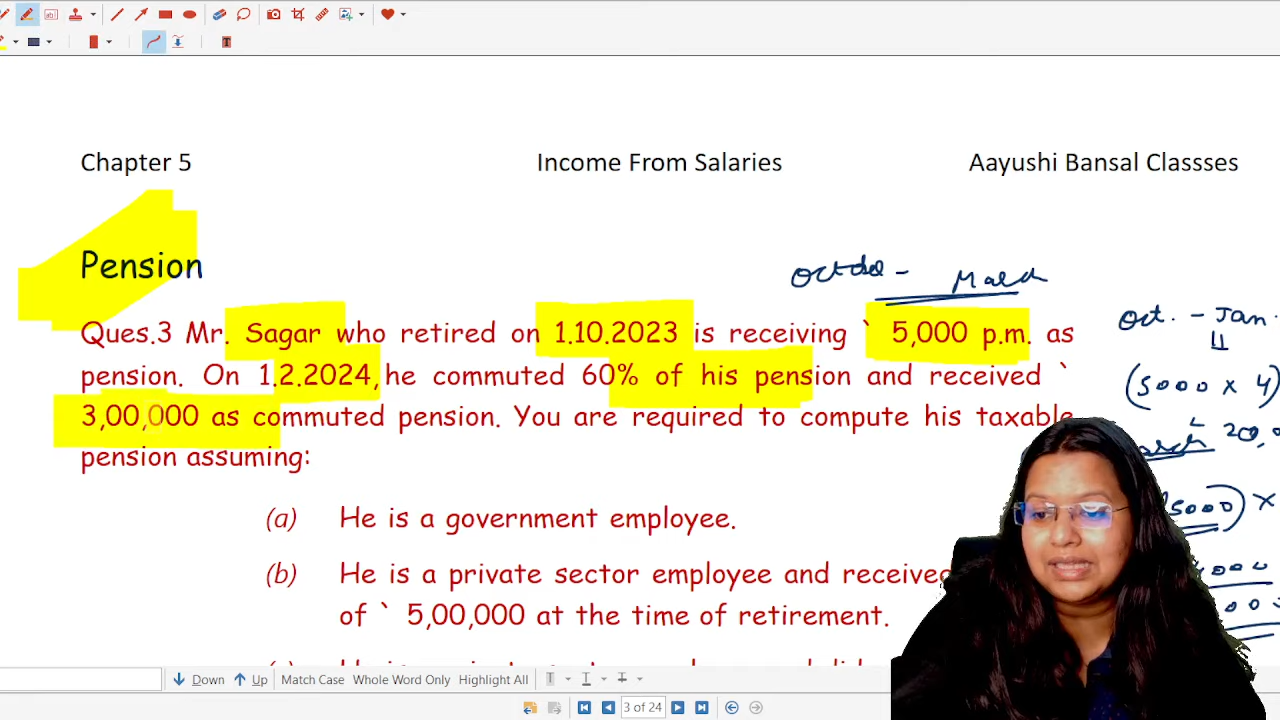 Chapter 5 Income From Salaries Aayushi Bansal Classses
Pension
March
Oct. - Jan.
Ques.3 Mr. Sagar who retired on 1.10.2023 is receiving ` 5,000 p.m. as
pension. On 1.2.2024, he commuted 60% of his pension and received `
(5000 x 4)
3,00,000 as commuted pension. You are required to compute his taxable
pension assuming:
(a) He is a government employee.
(b) He is a private sector employee and received
of ` 5,00,000 at the time of retirement.
Down Up Match Case Whole Word Only Highlight All
3 of 24